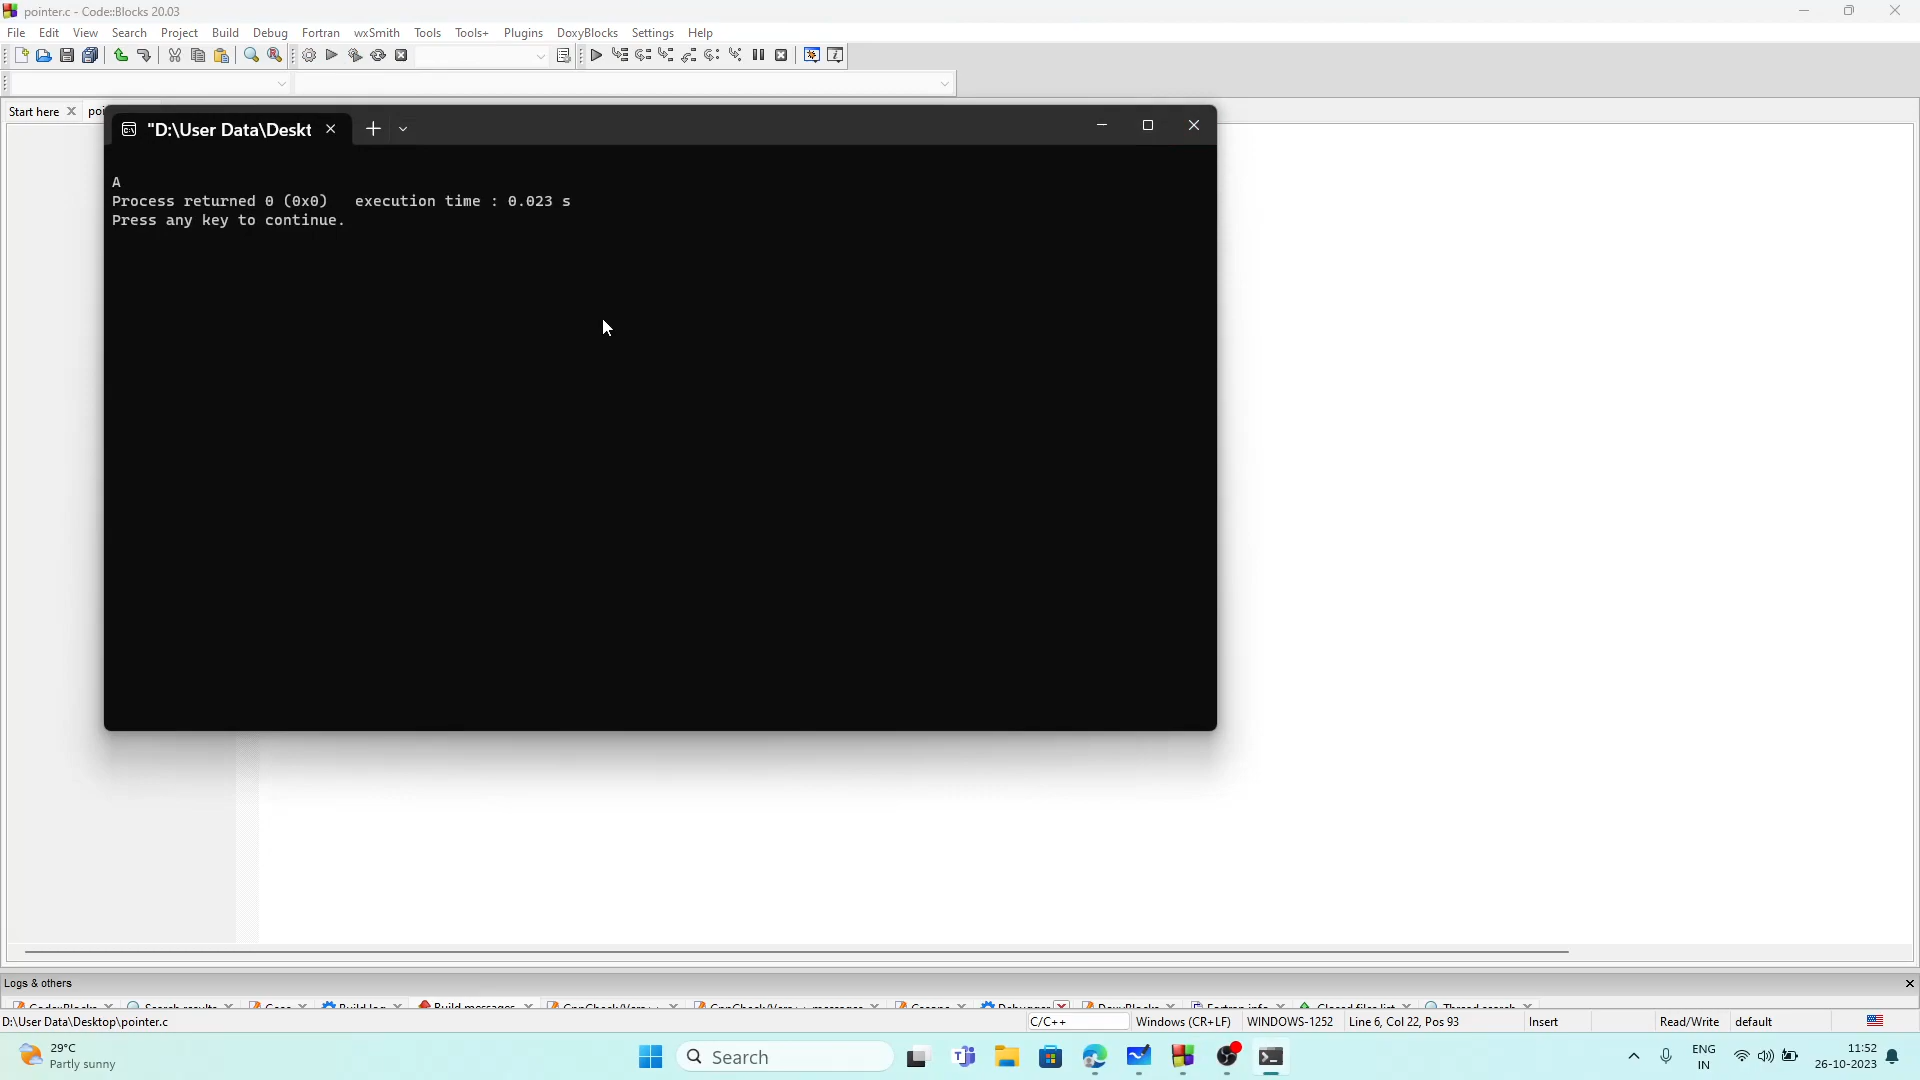 pointer.c - Code::Blocks 20.03
File Edit View Search Project Build Debug Fortran wxSmith Tools Tools+ Plugins DoxyBlocks Settings Help
Start here
"D:\User Data\Deskt
A
Process returned 0 (0x0)   execution time : 0.023 s
Press any key to continue.
Logs & others
D:\User Data\Desktop\pointer.c C/C++ Windows (CR+LF) WINDOWS-1252 Line 6, Col 22, Pos 93 Insert Read/Write default
29°C
Partly sunny
Search
ENG
IN
11:52
26-10-2023